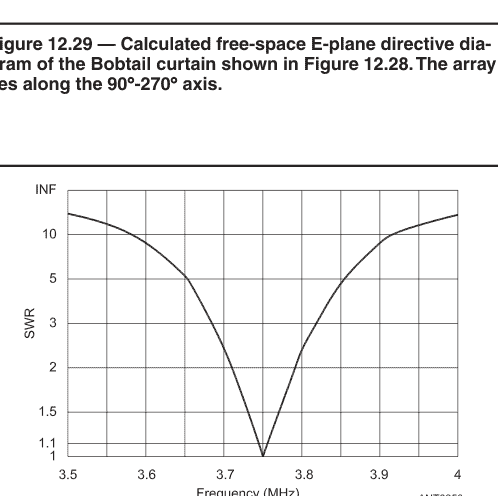 igure 12.29 — Calculated free-space E-plane directive dia-
ram of the Bobtail curtain shown in Figure 12.28. The array
es along the 90º-270º axis.
INF
10
5
3
2
1.5
1.1
1
SWR
3.5 3.6 3.7 3.8 3.9 4
Frequency (MHz)